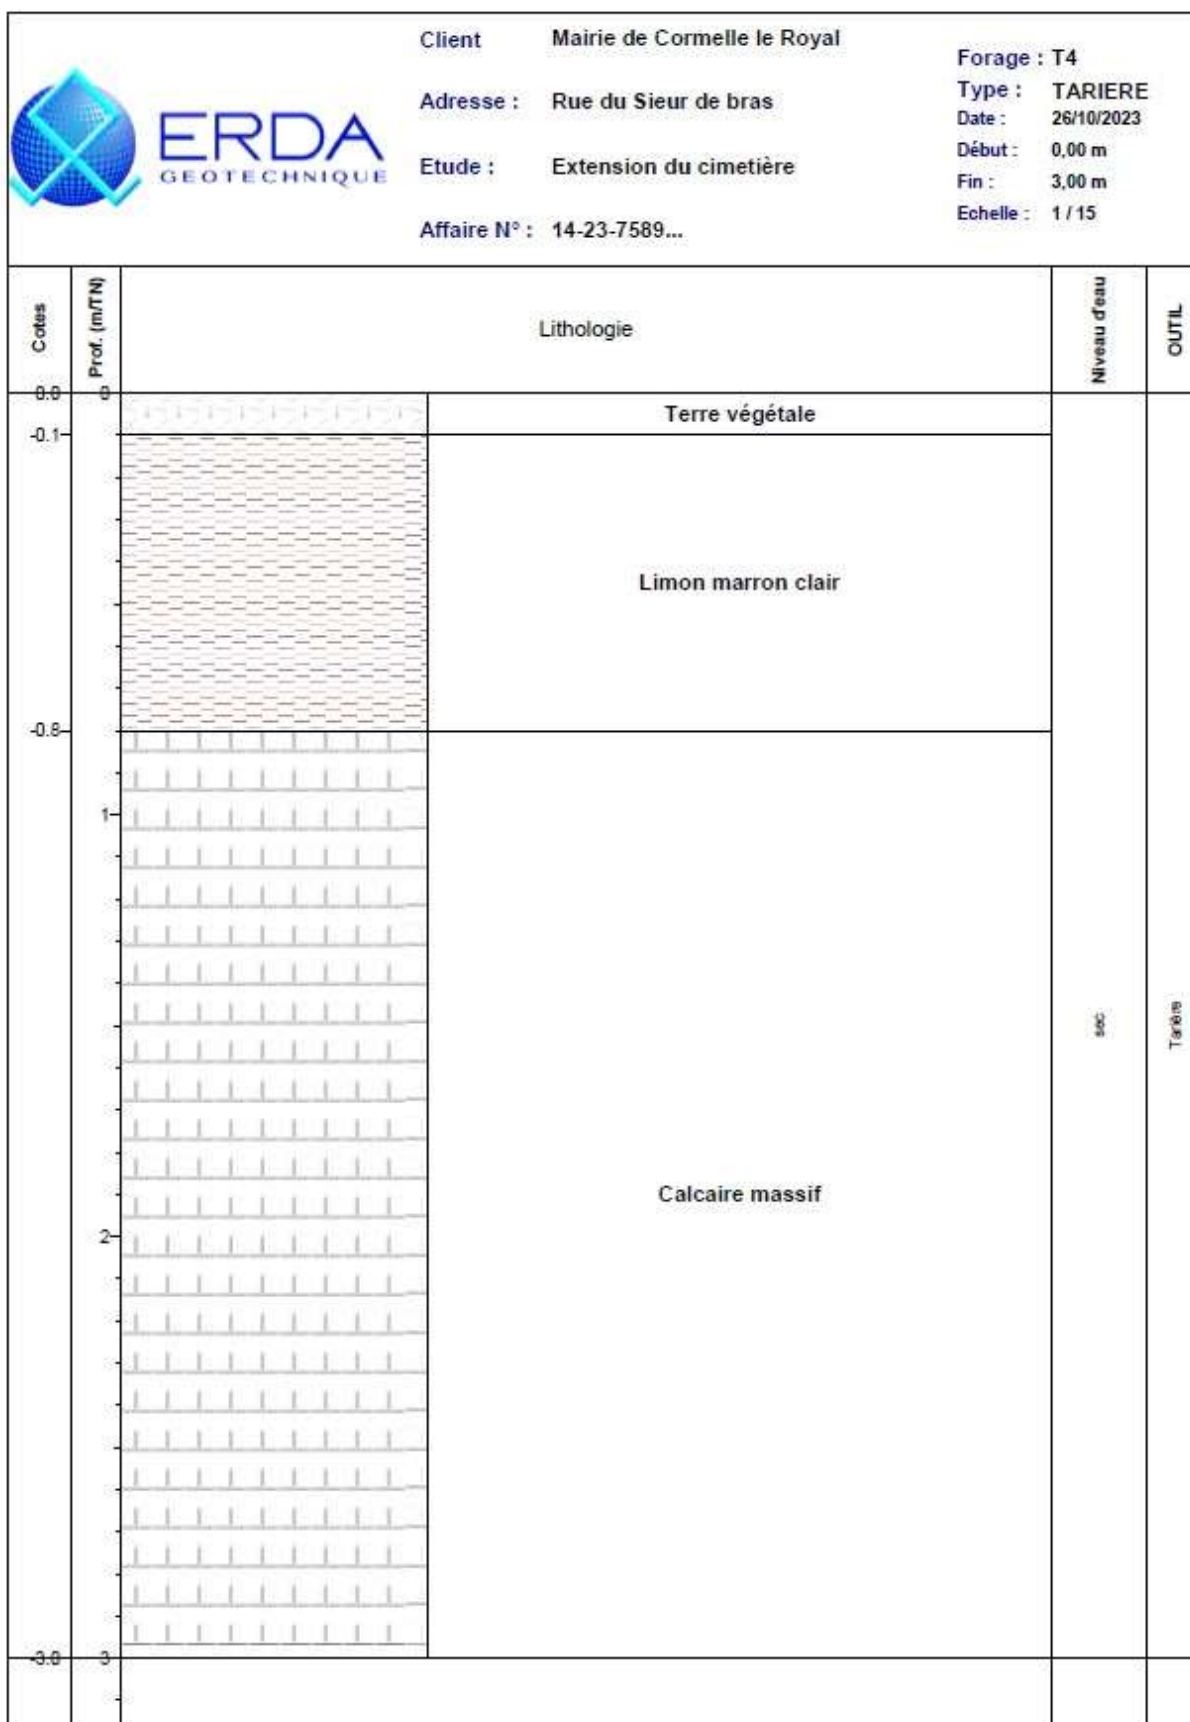 ERDA
GEOTECHNIQUE
Client Mairie de Cormelle le Royal
Adresse : Rue du Sieur de bras
Etude : Extension du cimetière
Affaire N° : 14-23-7589...
Forage : T4
Type : TARIERE
Date : 26/10/2023
Début : 0,00 m
Fin : 3,00 m
Echelle : 1 / 15
Cotes
Prof. (m/TN)
Lithologie
Niveau d'eau
OUTIL
0.0 0
Terre végétale
-0.1
Limon marron clair
-0.8
1
sec
Tarière
Calcaire massif
2
-3.0 3